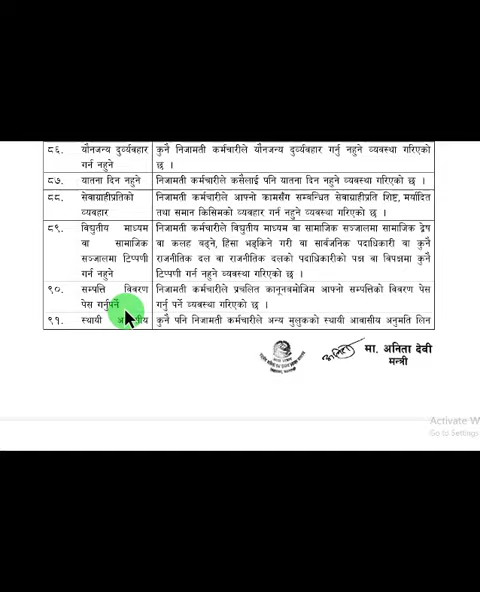 ८६. यौनजन्य दुर्व्यवहार कुनै निजामती कर्मचारीले यौनजन्य दुर्व्यवहार गर्नु नहुने व्यवस्था गरिएको
गर्न नहुने छ ।
८७. यातना दिन नहुने निजामती कर्मचारीले कसैलाई पनि यातना दिन नहुने व्यवस्था गरिएको छ ।
८८. सेवाग्राहीप्रतिको निजामती कर्मचारीले आफ्नो कामसँग सम्बन्धित सेवाग्राहीप्रति शिष्ट, मर्यादित
व्यवहार तथा समान किसिमको व्यवहार गर्न नहुने व्यवस्था गरिएको छ ।
८९. विधुतीय माध्यम निजामती कर्मचारीले विधुतीय माध्यम वा सामाजिक सञ्जालमा सामाजिक द्वेष
वा सामाजिक वा कलह बढ्ने, हिंसा भड्किने गरी वा सार्वजनिक पदाधिकारी वा कुनै
सञ्जालमा टिप्पणी राजनीतिक दल वा राजनीतिक दलको पदाधिकारीको पक्ष वा विपक्षमा कुनै
गर्न नहुने टिप्पणी गर्न नहुने व्यवस्था गरिएको छ ।
९०. सम्पत्ति विवरण निजामती कर्मचारीले प्रचलित कानूनबमोजिम आफ्नो सम्पत्तिको विवरण पेस
पेस गर्नुपर्ने गर्नु पर्ने व्यवस्था गरिएको छ ।
९१. स्थायी कुनै पनि निजामती कर्मचारीले अन्य मुलुकको स्थायी आवासीय अनुमति लिन
मा. अनिता देवी
मन्त्री
Activate W
Go to Settings